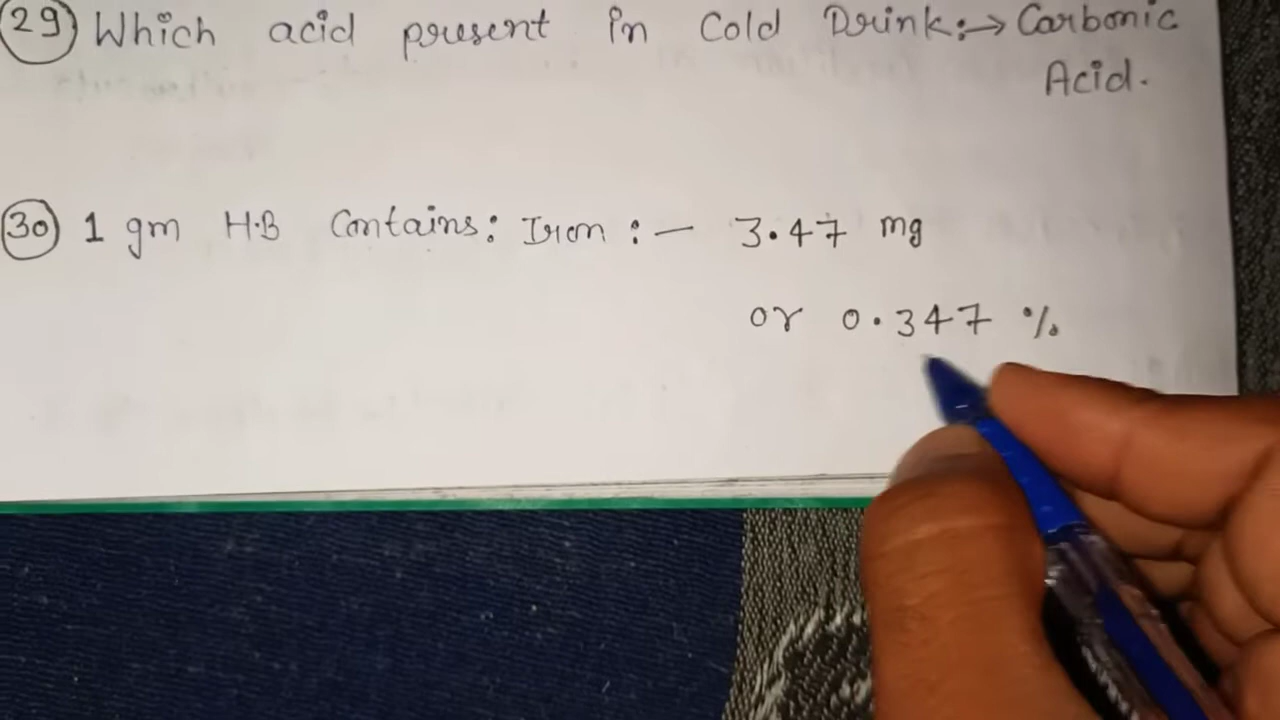 29 Which acid present in Cold Drink:→ Carbonic
Acid.
30 1 gm H.B Contains: Iron :- 3.47 mg
or 0.347 %